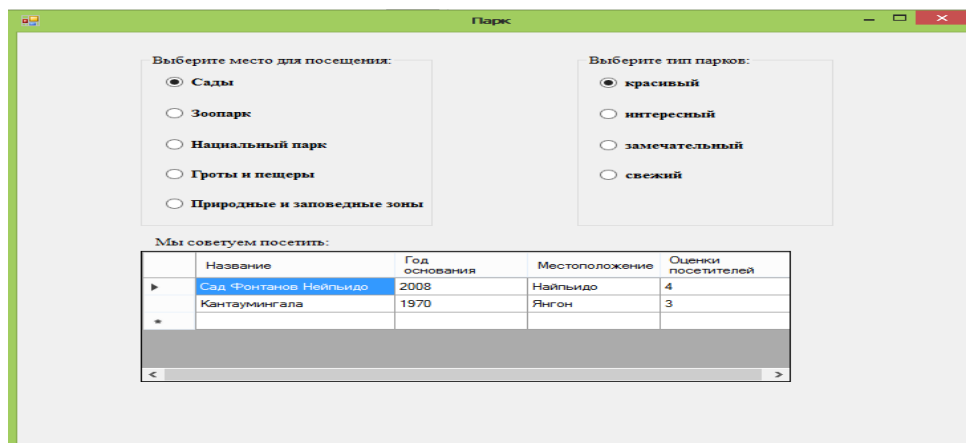 Парк
Выберите место для посещения:
Сады
Зоопарк
Нациальный парк
Гроты и пещеры
Природные и заповедные зоны
Выберите тип парков:
красивый
интересный
замечательный
свежий
Мы советуем посетить:
Название Год основания Местоположение Оценки посетителей
Сад Фонтанов Нейпьидо 2008 Найпьидо 4
Кантаумингала 1970 Янгон 3